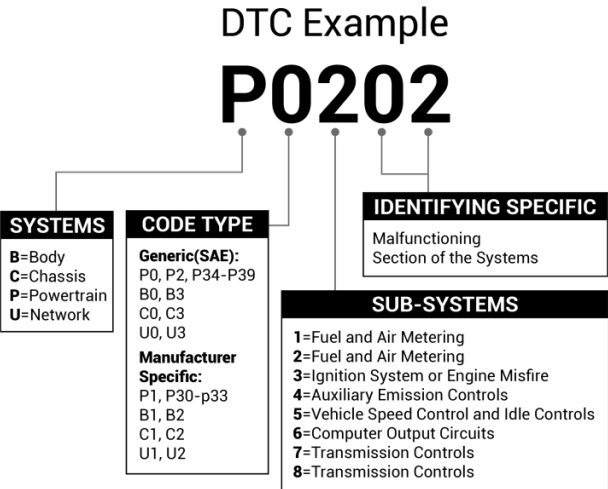 DTC Example
P0202
SYSTEMS
B=Body
C=Chassis
P=Powertrain
U=Network
CODE TYPE
Generic(SAE):
P0, P2, P34-P39
B0, B3
C0, C3
U0, U3
Manufacturer
Specific:
P1, P30-p33
B1, B2
C1, C2
U1, U2
IDENTIFYING SPECIFIC
Malfunctioning
Section of the Systems
SUB-SYSTEMS
1=Fuel and Air Metering
2=Fuel and Air Metering
3=Ignition System or Engine Misfire
4=Auxiliary Emission Controls
5=Vehicle Speed Control and Idle Controls
6=Computer Output Circuits
7=Transmission Controls
8=Transmission Controls